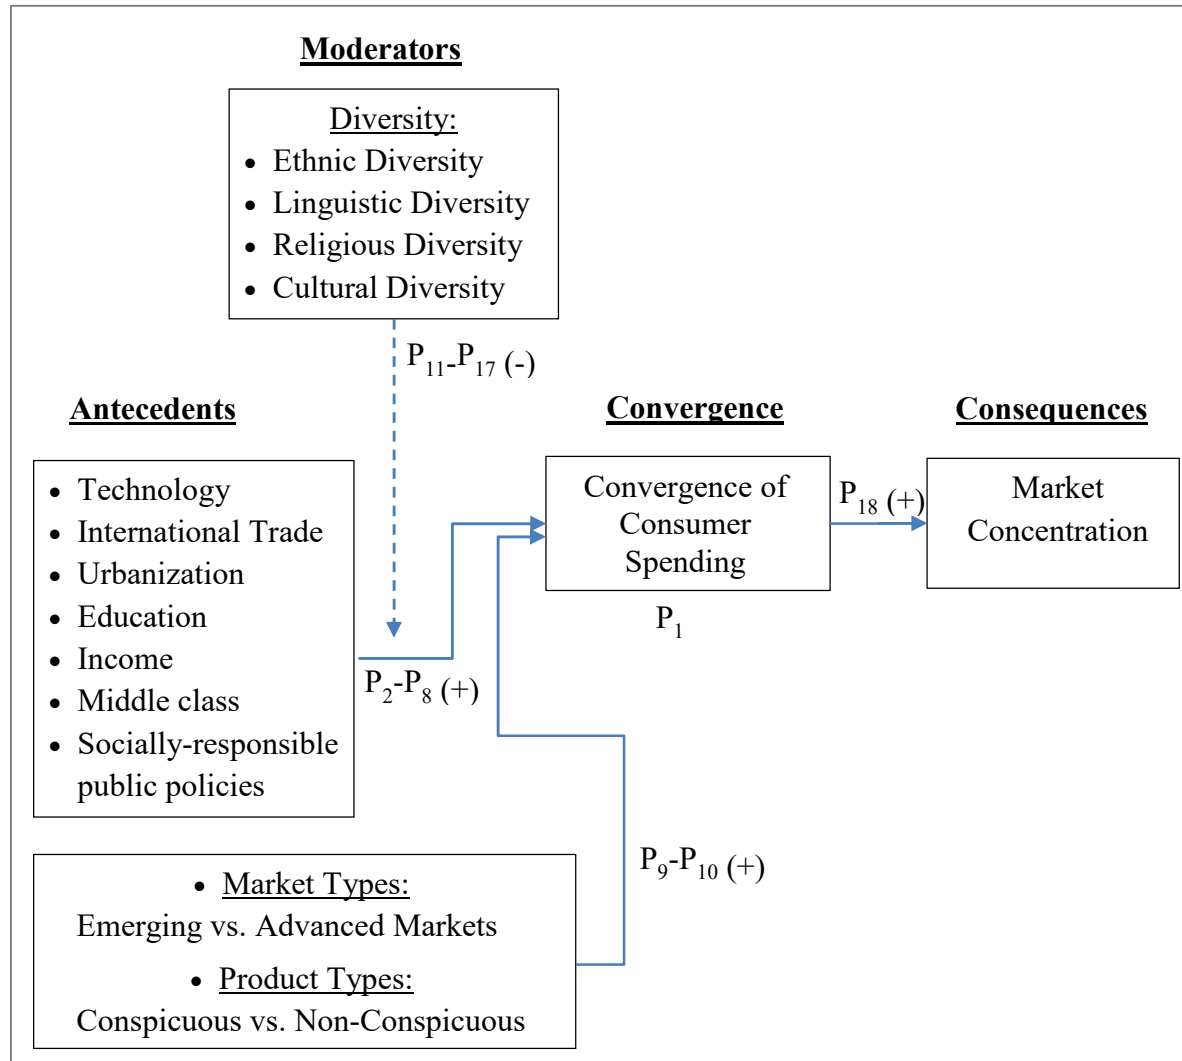 Moderators
Diversity:
• Ethnic Diversity
• Linguistic Diversity
• Religious Diversity
• Cultural Diversity
P11-P17 (-)
Antecedents
• Technology
• International Trade
• Urbanization
• Education
• Income
• Middle class
• Socially-responsible
public policies
P2-P8 (+)
Convergence
Convergence of
Consumer
Spending
P1
P18 (+)
Consequences
Market
Concentration
• Market Types:
Emerging vs. Advanced Markets
• Product Types:
Conspicuous vs. Non-Conspicuous
P9-P10 (+)